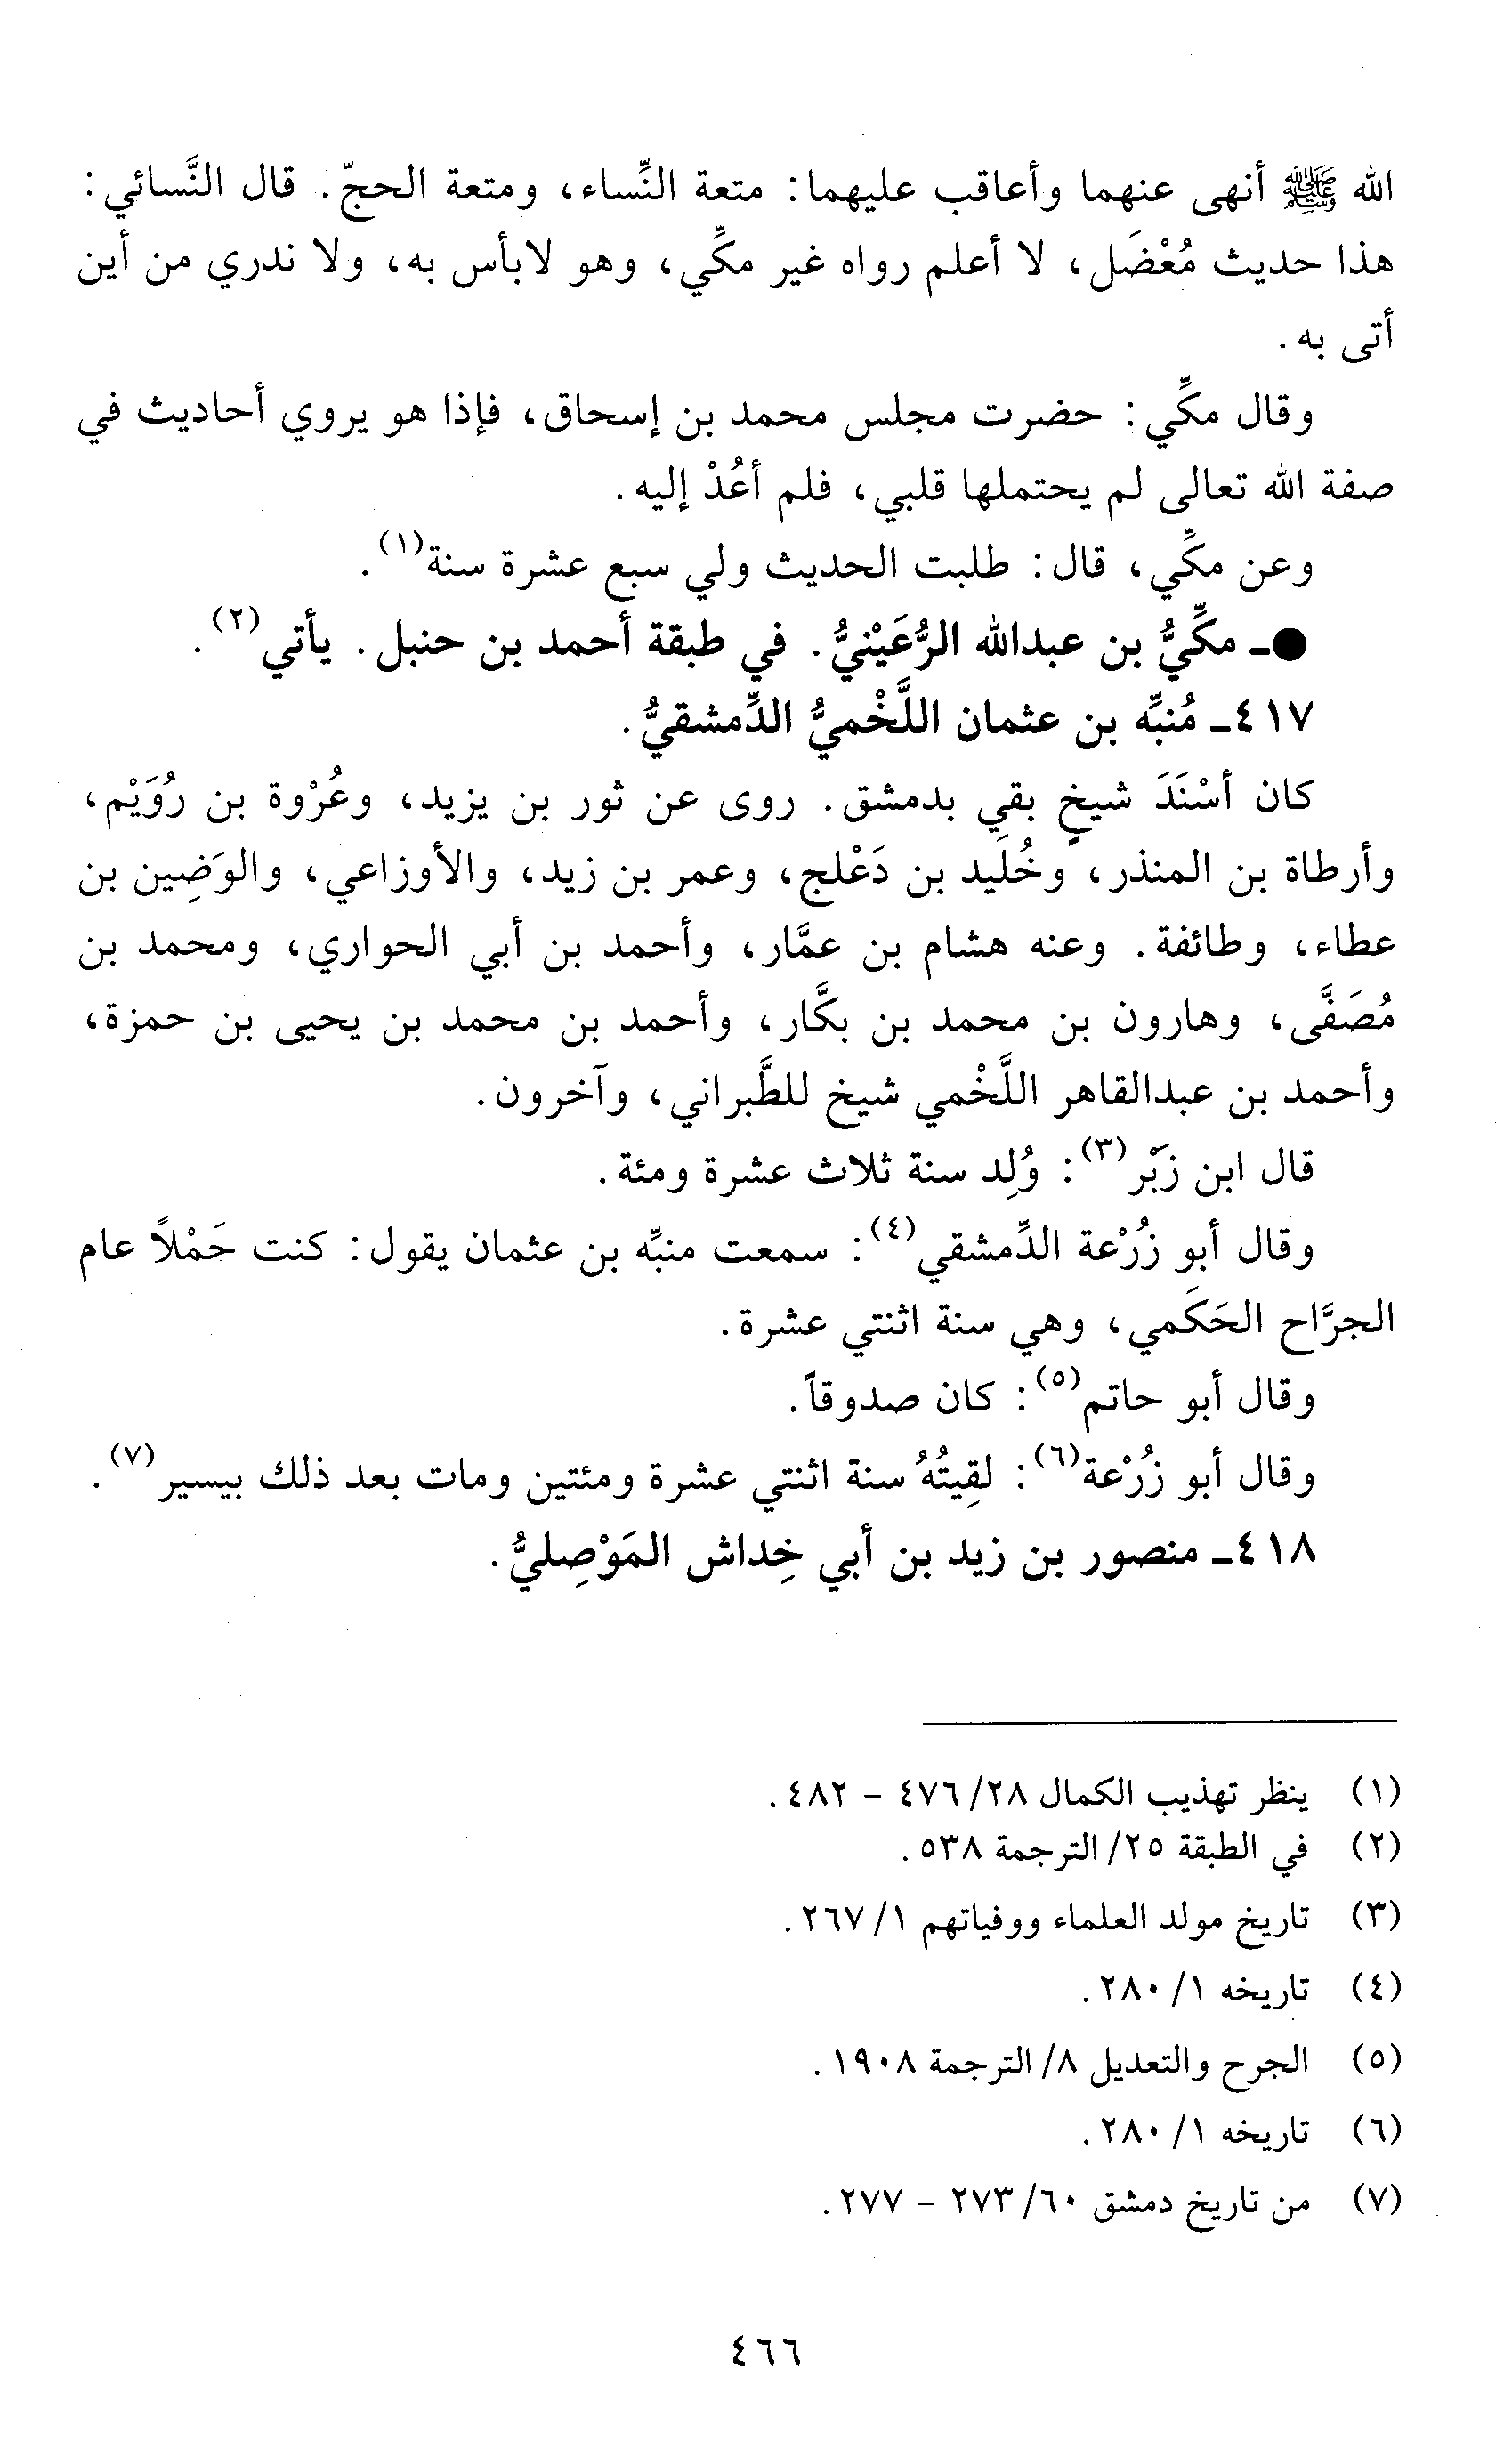 الله ﷺ أنهى عنهما وأعاقب عليهما: متعة النِّساء، ومتعة الحجّ. قال النَّسائي:
هذا حديث مُعْضَل، لا أعلم رواه غير مكِّي، وهو لابأس به، ولا ندري من أين
أتى به.
وقال مكِّي: حضرت مجلس محمد بن إسحاق، فإذا هو يروي أحاديث في
صفة الله تعالى لم يحتملها قلبي، فلم أعُدْ إليه.
وعن مكِّي، قال: طلبت الحديث ولي سبع عشرة سنة(١).
●ـ مكِّيُّ بن عبدالله الرُّعَيْنيُّ. في طبقة أحمد بن حنبل. يأتي(٢).
٤١٧ـ مُنبِّه بن عثمان اللَّخْميُّ الدِّمشقيُّ.
كان أسْنَدَ شيخٍ بقي بدمشق. روى عن ثور بن يزيد، وعُرْوة بن رُوَيْم،
وأرطاة بن المنذر، وخُليد بن دَعْلج، وعمر بن زيد، والأوزاعي، والوَضِين بن
عطاء، وطائفة. وعنه هشام بن عمَّار، وأحمد بن أبي الحواري، ومحمد بن
مُصَفَّى، وهارون بن محمد بن بكَّار، وأحمد بن محمد بن يحيى بن حمزة،
وأحمد بن عبدالقاهر اللَّخْمي شيخ للطَّبراني، وآخرون.
قال ابن زَبْر(٣): وُلِد سنة ثلاث عشرة ومئة.
وقال أبو زُرْعة الدِّمشقي(٤): سمعت منبِّه بن عثمان يقول: كنت حَمْلاً عام
الجرَّاح الحَكَمي، وهي سنة اثنتي عشرة.
وقال أبو حاتم(٥): كان صدوقاً.
وقال أبو زُرْعة(٦): لقِيتُهُ سنة اثنتي عشرة ومئتين ومات بعد ذلك بيسير(٧).
٤١٨ـ منصور بن زيد بن أبي خِداش المَوْصِليُّ.
(١) ينظر تهذيب الكمال ٢٨/ ٤٧٦ – ٤٨٢.
(٢) في الطبقة ٢٥/ الترجمة ٥٣٨.
(٣) تاريخ مولد العلماء ووفياتهم ١/ ٢٦٧.
(٤) تاريخه ١/ ٢٨٠.
(٥) الجرح والتعديل ٨/ الترجمة ١٩٠٨.
(٦) تاريخه ١/ ٢٨٠.
(٧) من تاريخ دمشق ٦٠/ ٢٧٣ – ٢٧٧.
٤٦٦